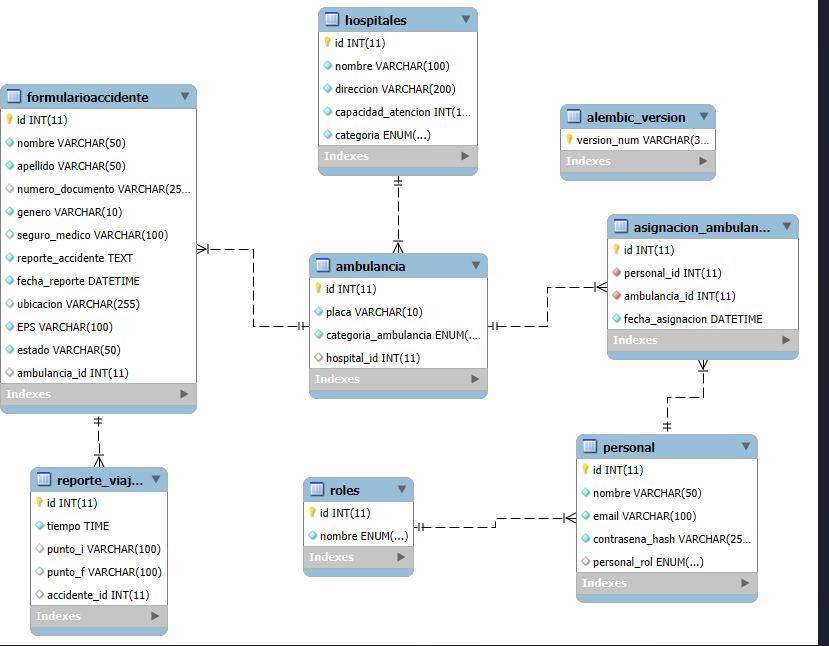 hospitales
id INT(11)
nombre VARCHAR(100)
direccion VARCHAR(200)
capacidad_atencion INT(1...
categoria ENUM(...)
Indexes
formularioaccidente
id INT(11)
nombre VARCHAR(50)
apellido VARCHAR(50)
numero_documento VARCHAR(25...
genero VARCHAR(10)
seguro_medico VARCHAR(100)
reporte_accidente TEXT
fecha_reporte DATETIME
ubicacion VARCHAR(255)
EPS VARCHAR(100)
estado VARCHAR(50)
ambulancia_id INT(11)
Indexes
alembic_version
version_num VARCHAR(3...
Indexes
ambulancia
id INT(11)
placa VARCHAR(10)
categoria_ambulancia ENUM(...
hospital_id INT(11)
Indexes
asignacion_ambulan...
id INT(11)
personal_id INT(11)
ambulancia_id INT(11)
fecha_asignacion DATETIME
Indexes
reporte_viaj...
id INT(11)
tiempo TIME
punto_i VARCHAR(100)
punto_f VARCHAR(100)
accidente_id INT(11)
Indexes
roles
id INT(11)
nombre ENUM(...)
Indexes
personal
id INT(11)
nombre VARCHAR(50)
email VARCHAR(100)
contrasena_hash VARCHAR(25...
personal_rol ENUM(...)
Indexes